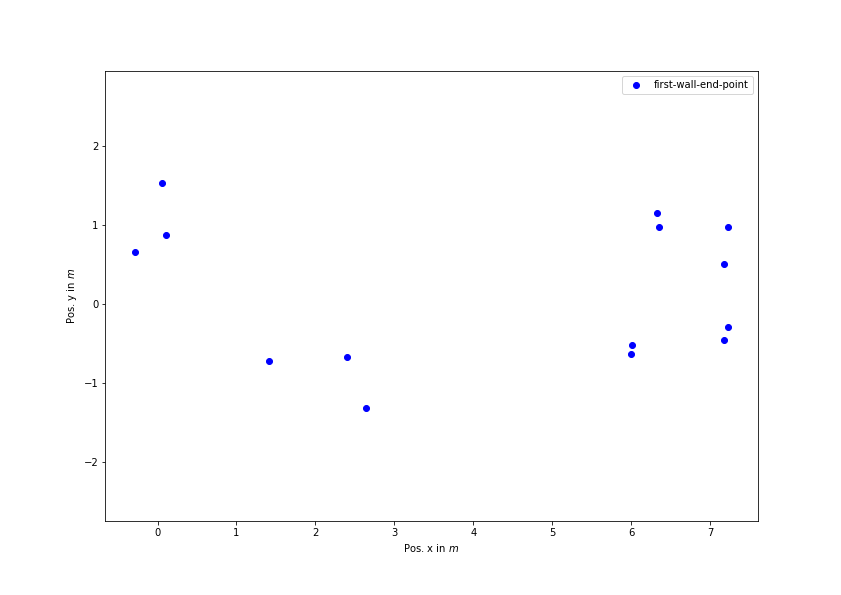 first-wall-end-point
2
1
0
−1
−2
Pos. y in m
0 1 2 3 4 5 6 7
Pos. x in m